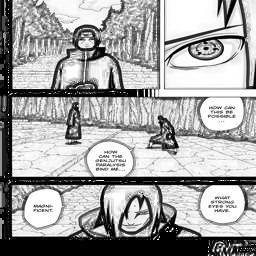 HOW CAN
THIS BE
POSSIBLE
...
HOW
CAN THE
GENJUTSU
PARALYSIS
BIND ME...
MAGNI-
FICENT.
WHAT
STRONG
EYES YOU
HAVE.